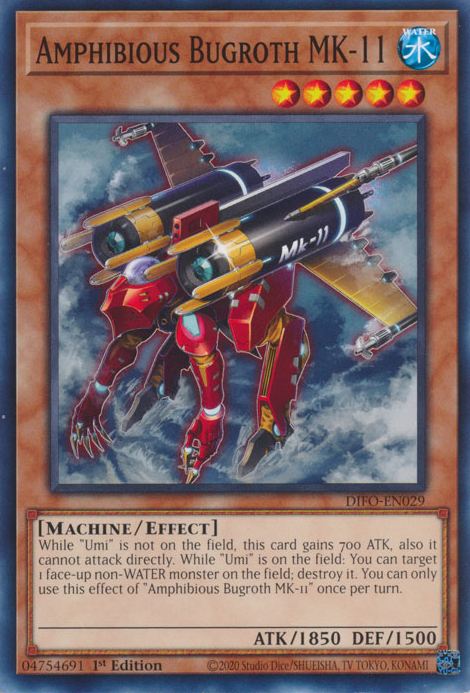 AMPHIBIOUS BUGROTH MK-11
WATER
水
Mk-11
DIFO-EN029
[MACHINE/EFFECT]
While "Umi" is not on the field, this card gains 700 ATK, also it
cannot attack directly. While "Umi" is on the field: You can target
1 face-up non-WATER monster on the field; destroy it. You can only
use this effect of "Amphibious Bugroth MK-11" once per turn.
ATK/1850 DEF/1500
04754691 1st Edition ©2020 Studio Dice/SHUEISHA, TV TOKYO, KONAMI